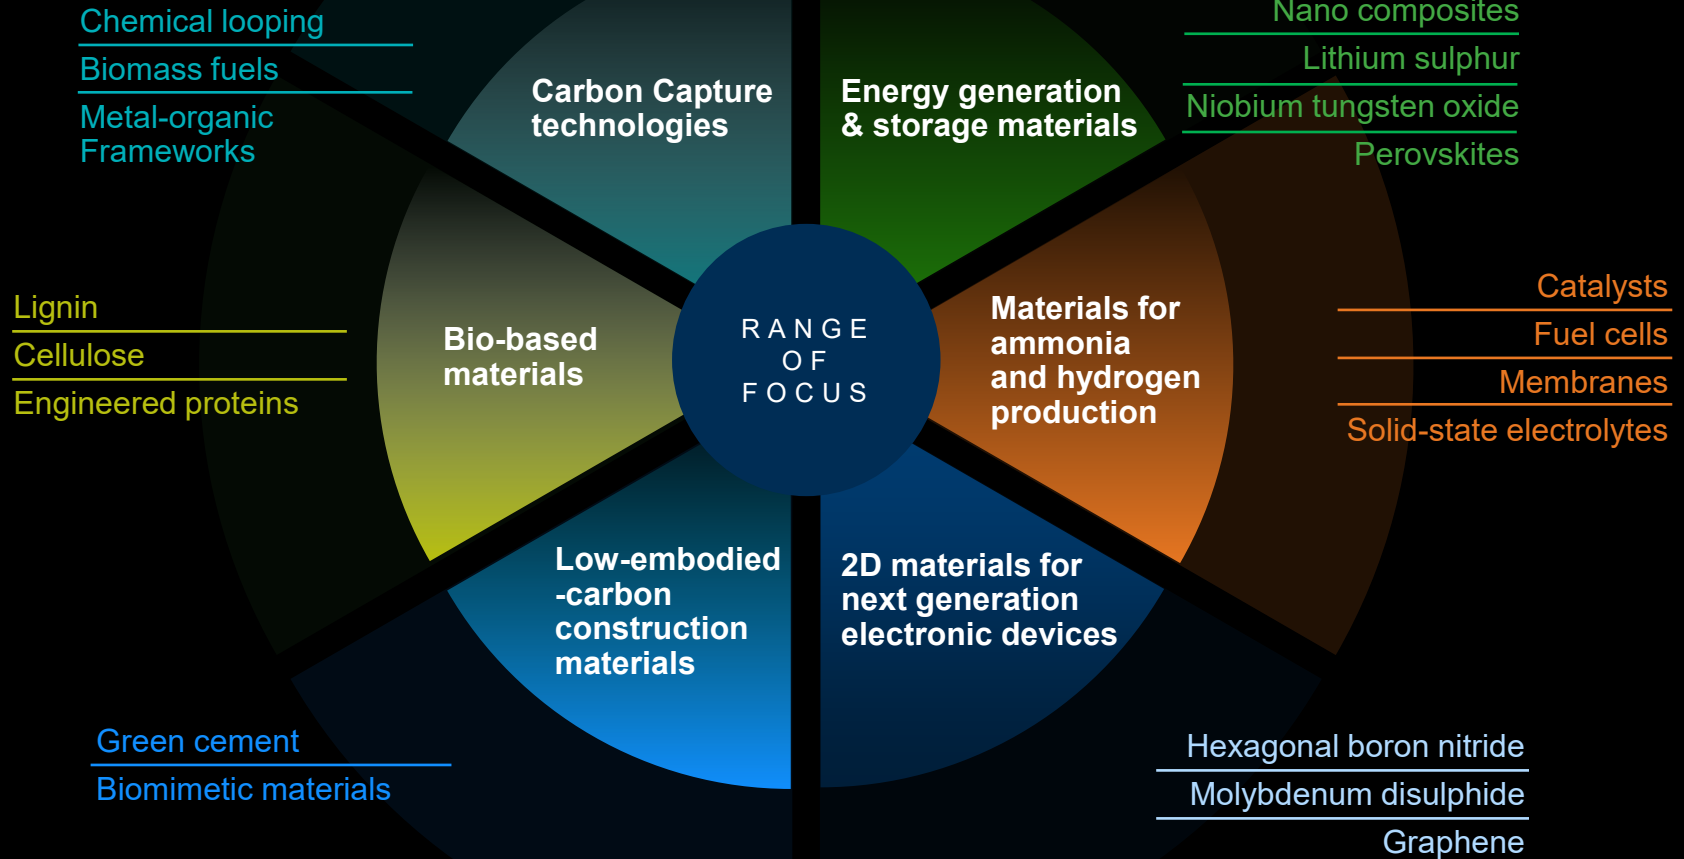 Chemical looping
Biomass fuels
Metal-organic
Frameworks
Carbon Capture
technologies
Energy generation
& storage materials
Nano composites
Lithium sulphur
Niobium tungsten oxide
Perovskites
Lignin
Cellulose
Engineered proteins
Bio-based
materials
RANGE
OF
FOCUS
Materials for
ammonia
and hydrogen
production
Catalysts
Fuel cells
Membranes
Solid-state electrolytes
Low-embodied
-carbon
construction
materials
2D materials for
next generation
electronic devices
Green cement
Biomimetic materials
Hexagonal boron nitride
Molybdenum disulphide
Graphene